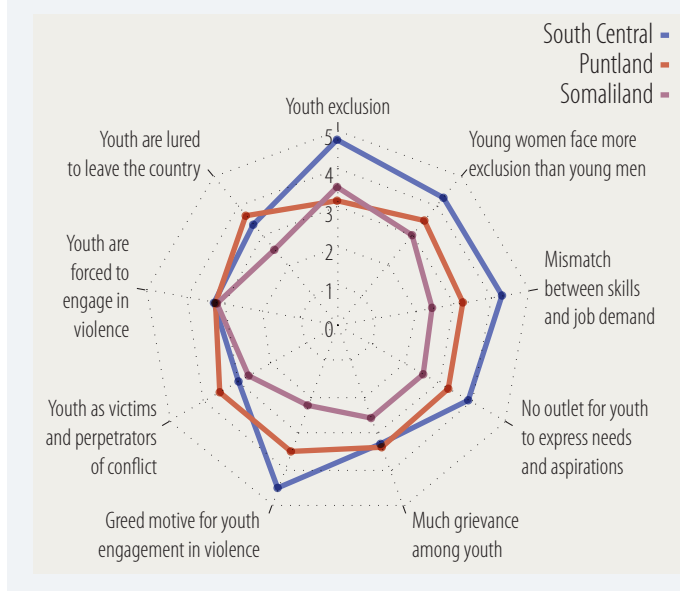 South Central
Puntland
Somaliland
Youth exclusion
Young women face more
exclusion than young men
Mismatch
between skills
and job demand
No outlet for youth
to express needs
and aspirations
Much grievance
among youth
Greed motive for youth
engagement in violence
Youth as victims
and perpetrators
of conflict
Youth are
forced to
engage in
violence
Youth are lured
to leave the country
5
4
3
2
1
0